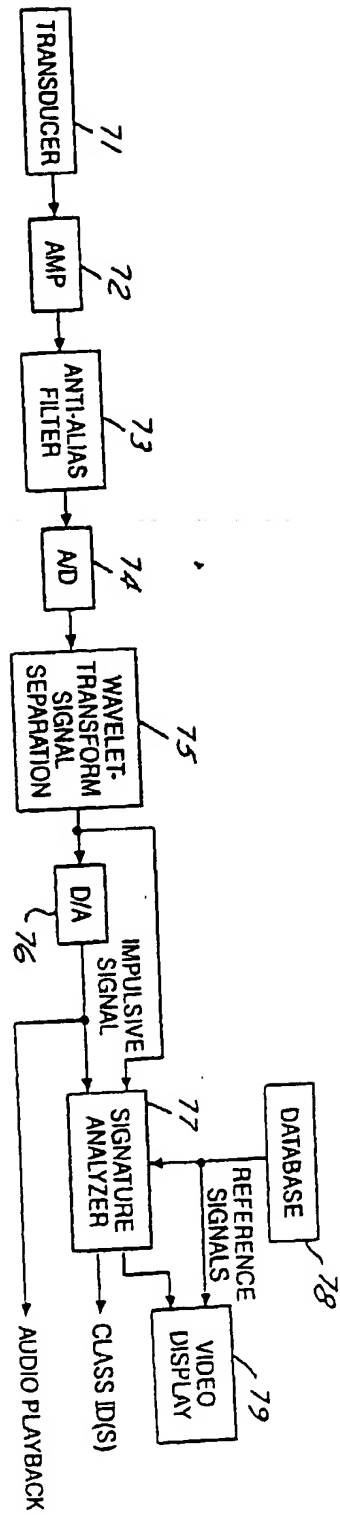 TRANSDUCER
71
AMP
72
ANTI-ALIAS
FILTER
73
A/D
74
WAVELET-
TRANSFORM
SIGNAL
SEPARATION
75
D/A
76
IMPULSIVE
SIGNAL
SIGNATURE
ANALYZER
77
DATABASE
78
REFERENCE
SIGNALS
VIDEO
DISPLAY
79
CLASS ID(S)
AUDIO PLAYBACK